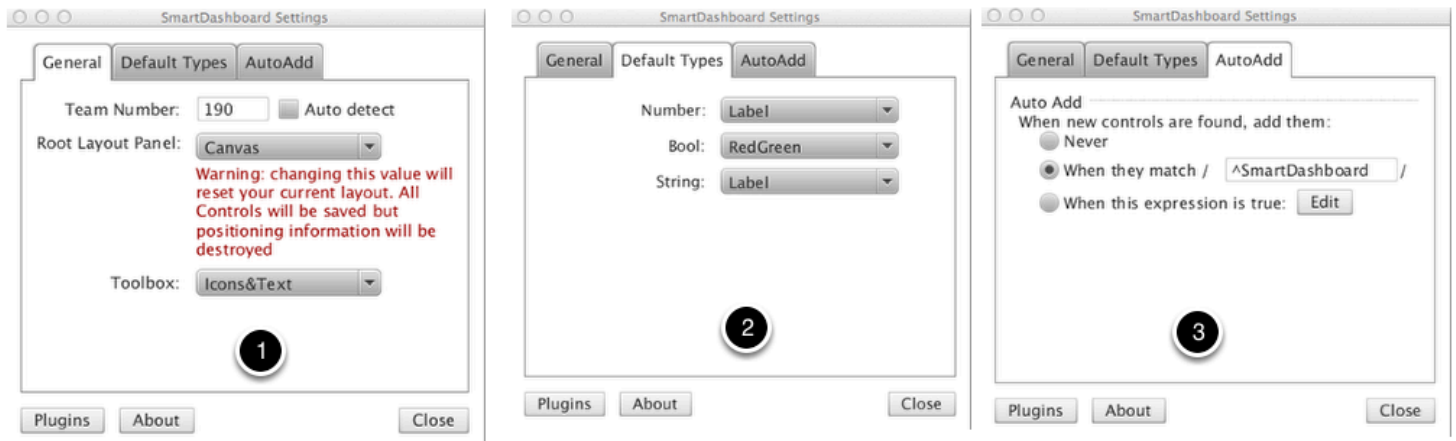 SmartDashboard Settings
General Default Types AutoAdd
Team Number: 190 Auto detect
Root Layout Panel: Canvas
Warning: changing this value will
reset your current layout. All
Controls will be saved but
positioning information will be
destroyed
Toolbox: Icons&Text
1
Plugins About Close
SmartDashboard Settings
General Default Types AutoAdd
Number: Label
Bool: RedGreen
String: Label
2
Plugins About Close
SmartDashboard Settings
General Default Types AutoAdd
Auto Add
When new controls are found, add them:
Never
When they match / ^SmartDashboard /
When this expression is true: Edit
3
Plugins About Close